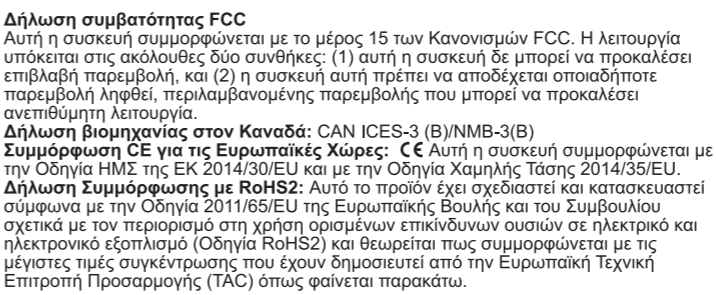 Δήλωση συμβατότητας FCC
Αυτή η συσκευή συμμορφώνεται με το μέρος 15 των Κανονισμών FCC. Η λειτουργία
υπόκειται στις ακόλουθες δύο συνθήκες: (1) αυτή η συσκευή δε μπορεί να προκαλέσει
επιβλαβή παρεμβολή, και (2) η συσκευή αυτή πρέπει να αποδέχεται οποιαδήποτε
παρεμβολή ληφθεί, περιλαμβανομένης παρεμβολής που μπορεί να προκαλέσει
ανεπιθύμητη λειτουργία.
Δήλωση βιομηχανίας στον Καναδά: CAN ICES-3 (B)/NMB-3(B)
Συμμόρφωση CE για τις Ευρωπαϊκές Χώρες: CE Αυτή η συσκευή συμμορφώνεται με
την Οδηγία ΗΜΣ της ΕΚ 2014/30/EU και με την Οδηγία Χαμηλής Τάσης 2014/35/EU.
Δήλωση Συμμόρφωσης με RoHS2: Αυτό το προϊόν έχει σχεδιαστεί και κατασκευαστεί
σύμφωνα με την Οδηγία 2011/65/EU της Ευρωπαϊκής Βουλής και του Συμβουλίου
σχετικά με τον περιορισμό στη χρήση ορισμένων επικίνδυνων ουσιών σε ηλεκτρικό και
ηλεκτρονικό εξοπλισμό (Οδηγία RoHS2) και θεωρείται πως συμμορφώνεται με τις
μέγιστες τιμές συγκέντρωσης που έχουν δημοσιευτεί από την Ευρωπαϊκή Τεχνική
Επιτροπή Προσαρμογής (TAC) όπως φαίνεται παρακάτω.